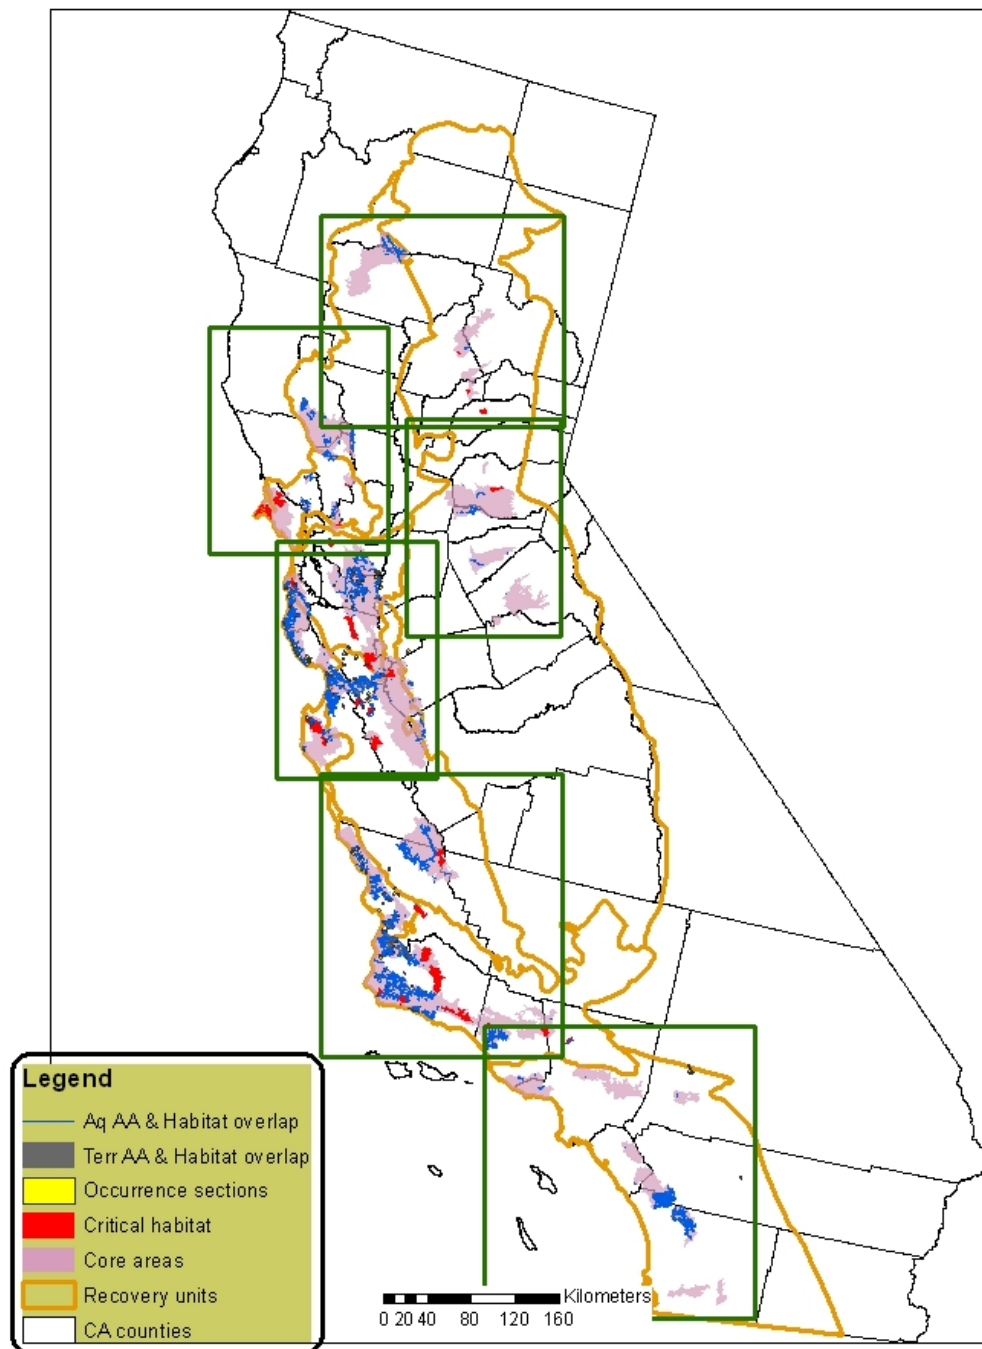 Legend
Aq AA & Habitat overlap
Terr AA & Habitat overlap
Occurrence sections
Critical habitat
Core areas
Recovery units
CA counties
Kilometers
0 20 40 80 120 160